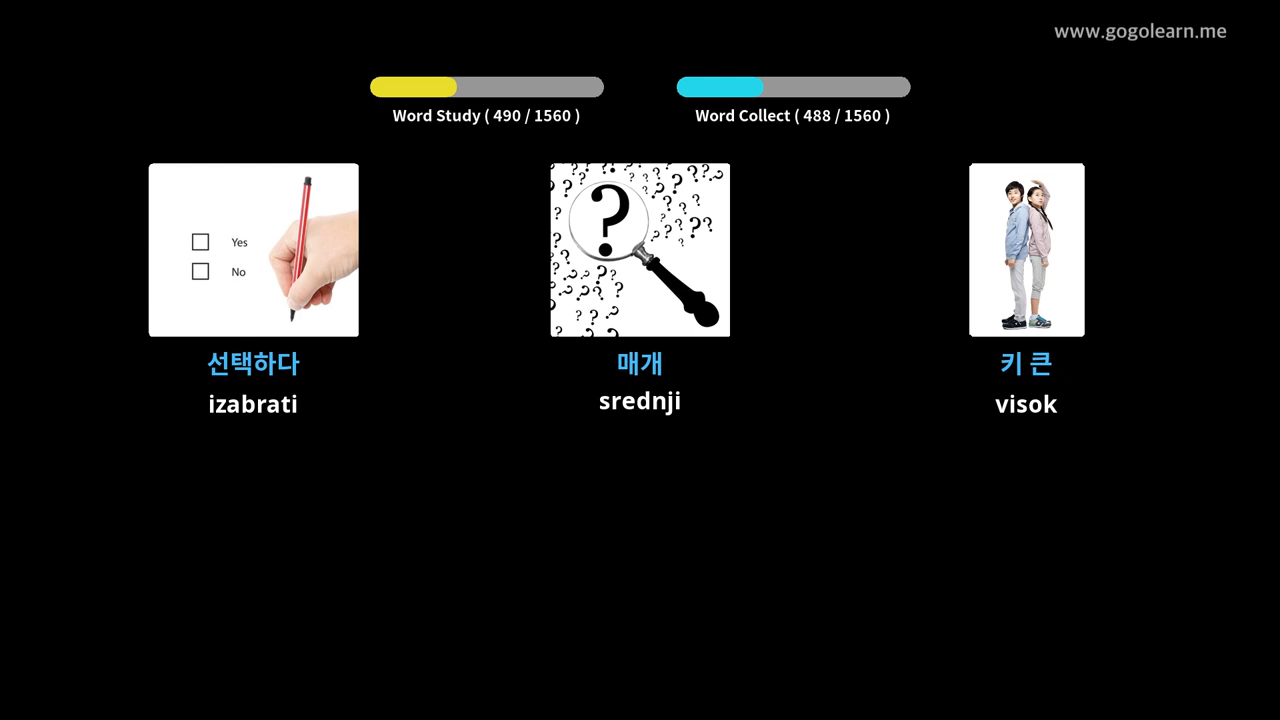 www.gogolearn.me
Word Study ( 490 / 1560 )
Word Collect ( 488 / 1560 )
Yes
No
선택하다
izabrati
매개
srednji
키 큰
visok